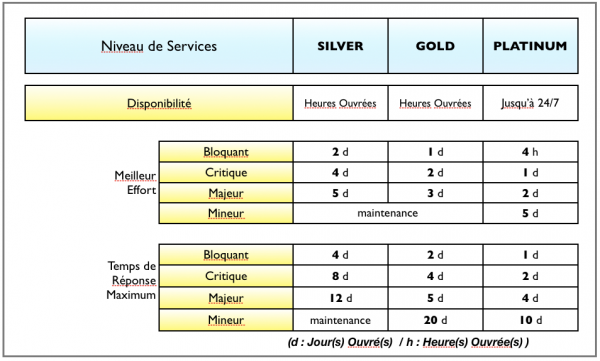 Niveau de Services SILVER GOLD PLATINUM
Disponibilité Heures Ouvrées Heures Ouvrées Jusqu'à 24/7
Meilleur Effort
Bloquant 2 d 1 d 4 h
Critique 4 d 2 d 1 d
Majeur 5 d 3 d 2 d
Mineur maintenance 5 d
Temps de Réponse Maximum
Bloquant 4 d 2 d 1 d
Critique 8 d 4 d 2 d
Majeur 12 d 5 d 4 d
Mineur maintenance 20 d 10 d
(d : Jour(s) Ouvré(s) / h : Heure(s) Ouvrée(s) )